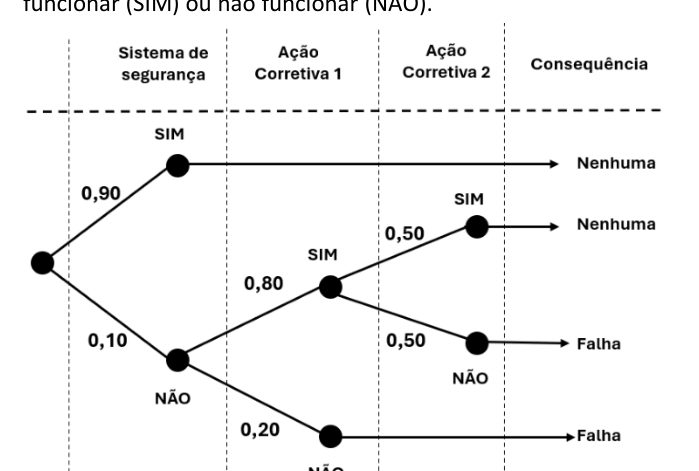 funcionar (SIM) ou não funcionar (NÃO).
Sistema de
segurança
Ação
Corretiva 1
Ação
Corretiva 2
Consequência
SIM
Nenhuma
0,90
SIM
Nenhuma
0,50
SIM
0,80
0,10
0,50
Falha
NÃO
NÃO
0,20
Falha
NÃO